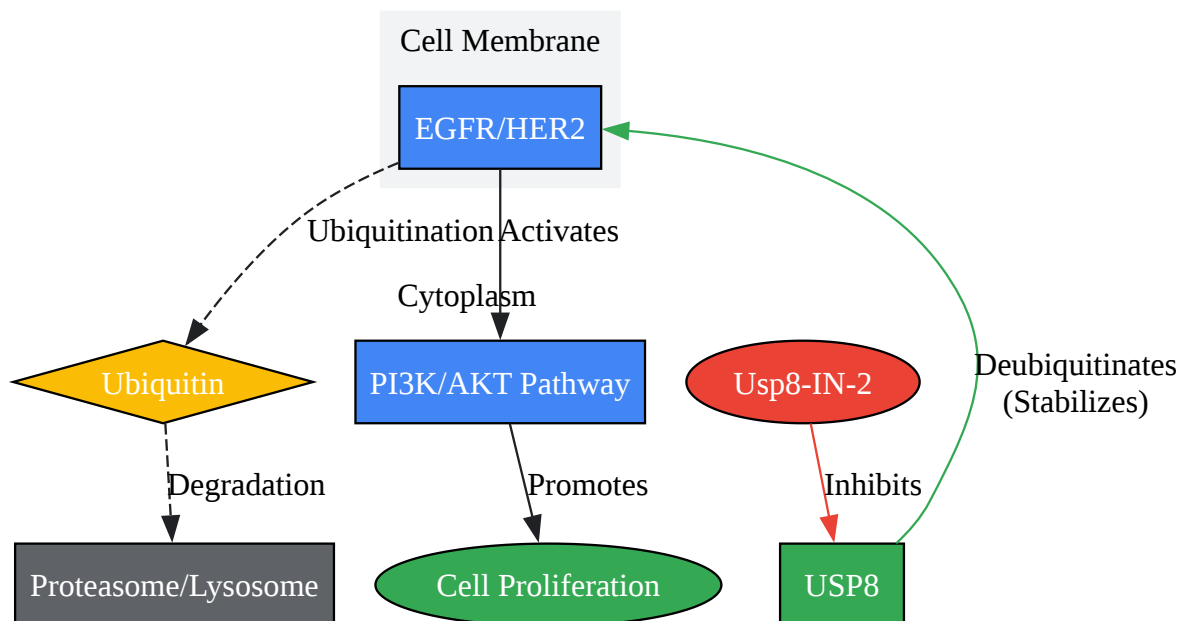 Cell Membrane
EGFR/HER2
Ubiquitination
Activates
Cytoplasm
Ubiquitin
PI3K/AKT Pathway
Usp8-IN-2
Deubiquitinates
(Stabilizes)
Degradation
Promotes
Inhibits
Proteasome/Lysosome
Cell Proliferation
USP8